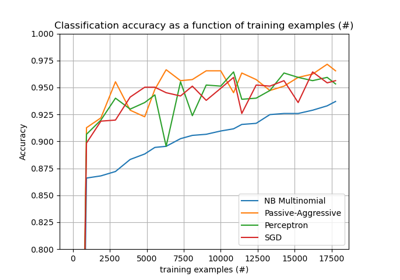 Classification accuracy as a function of training examples (#)
1.000
0.975
0.950
0.925
0.900
0.875
0.850
0.825
0.800
Accuracy
NB Multinomial
Passive-Aggressive
Perceptron
SGD
0 2500 5000 7500 10000 12500 15000 17500
training examples (#)